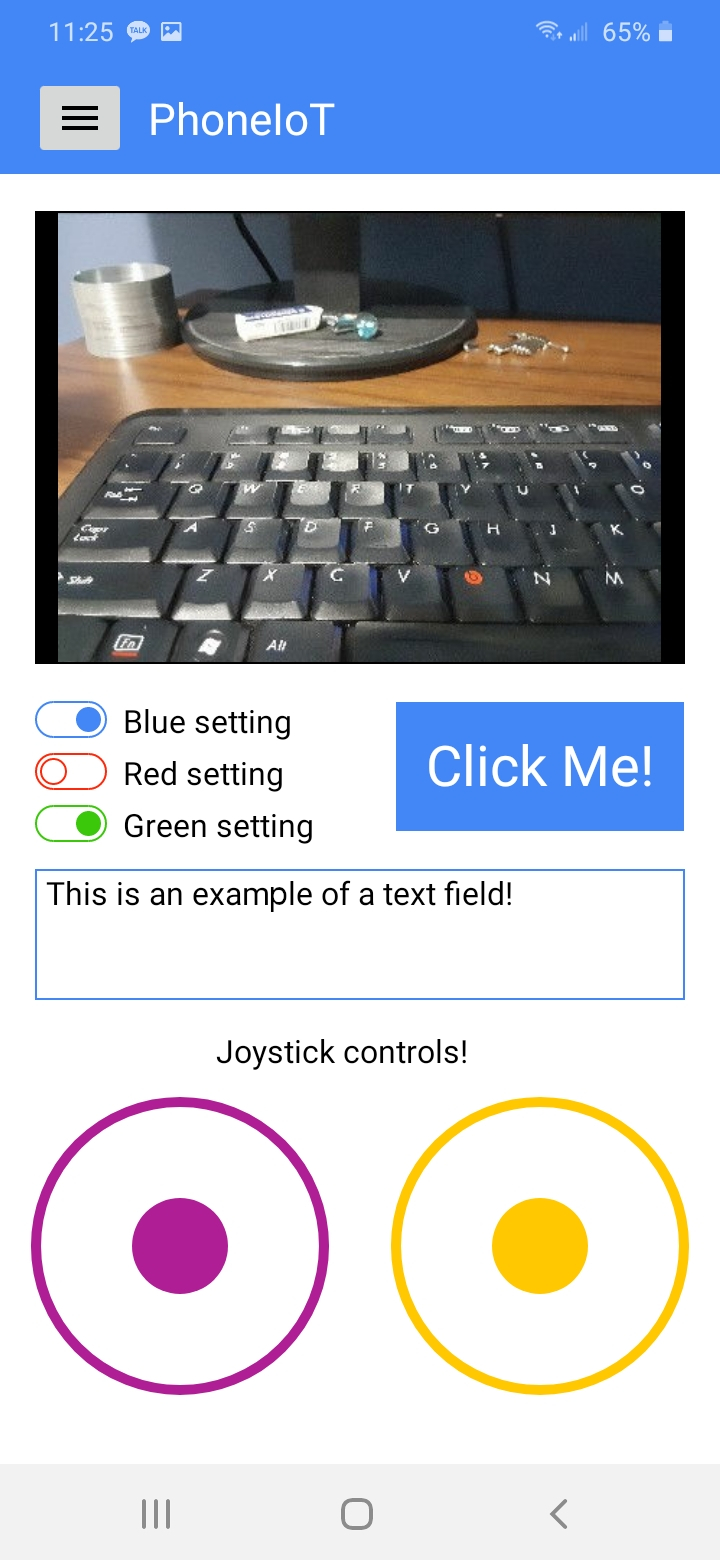 11:25 TALK 65%
PhoneIoT
Q W E R T Y U I O
Caps Lock A S D F G H J K
Shift Z X C V N M
Fn Alt
Blue setting
Click Me!
Red setting
Green setting
This is an example of a text field!
Joystick controls!